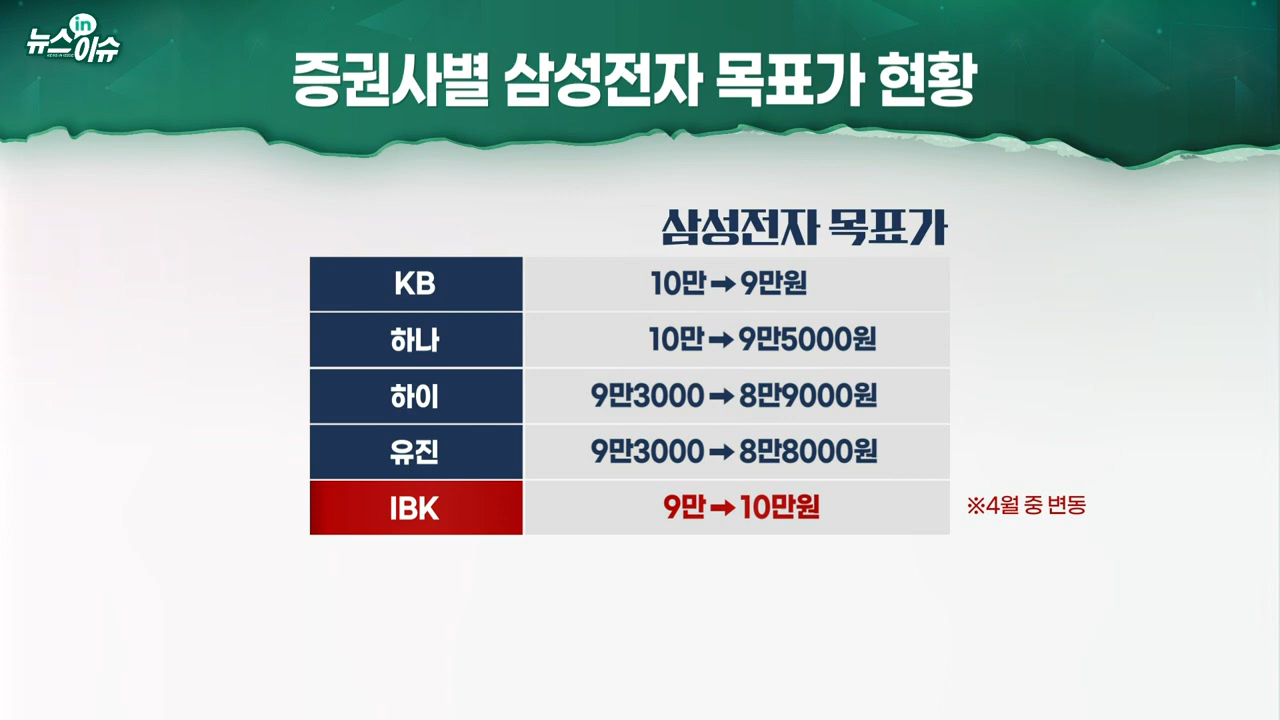 뉴스in이슈
증권사별 삼성전자 목표가 현황
삼성전자 목표가
KB 10만 → 9만원
하나 10만 → 9만5000원
하이 9만3000 → 8만9000원
유진 9만3000 → 8만8000원
IBK 9만 → 10만원 ※4월 중 변동